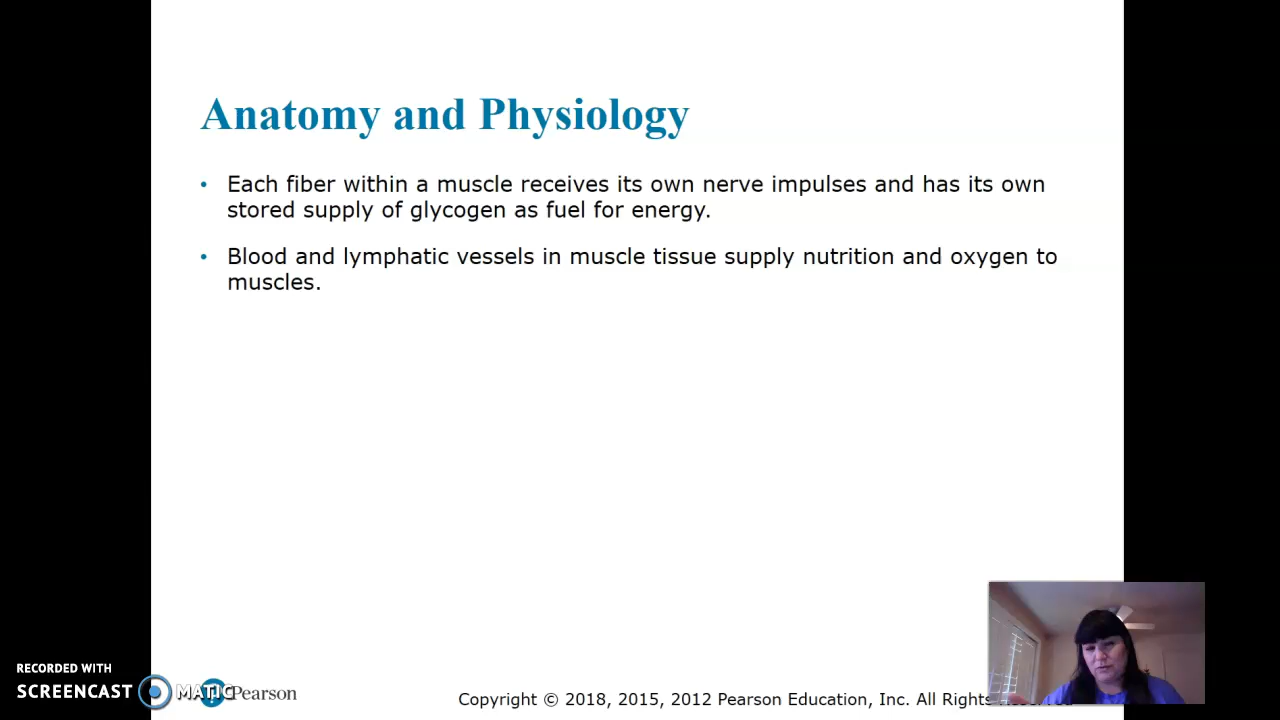 Anatomy and Physiology
• Each fiber within a muscle receives its own nerve impulses and has its own
stored supply of glycogen as fuel for energy.
• Blood and lymphatic vessels in muscle tissue supply nutrition and oxygen to
muscles.
RECORDED WITH
SCREENCAST MATIC
Pearson
Copyright © 2018, 2015, 2012 Pearson Education, Inc. All Rights